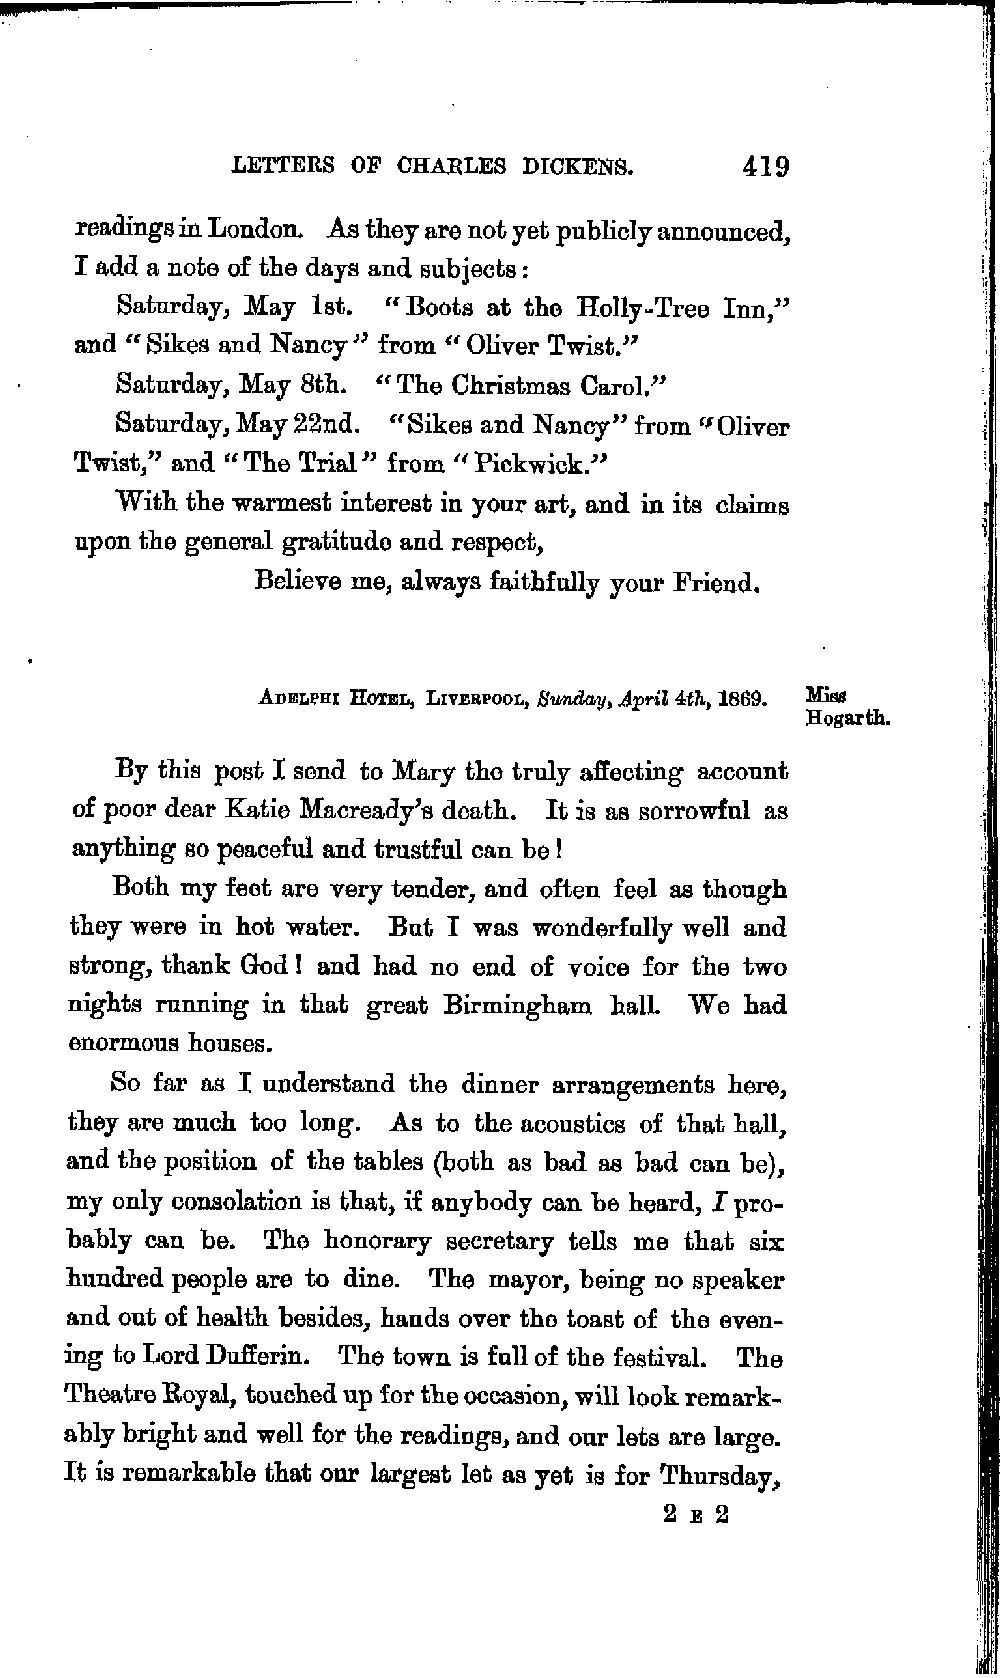 LETTERS OF CHARLES DICKENS. 419
readings in London. As they are not yet publicly announced,
I add a note of the days and subjects:
Saturday, May 1st. "Boots at the Holly-Tree Inn,"
and "Sikes and Nancy" from "Oliver Twist."
Saturday, May 8th. "The Christmas Carol."
Saturday, May 22nd. "Sikes and Nancy" from "Oliver
Twist," and "The Trial" from "Pickwick."
With the warmest interest in your art, and in its claims
upon the general gratitude and respect,
Believe me, always faithfully your Friend.
ADELPHI HOTEL, LIVERPOOL, Sunday, April 4th, 1869.
Miss
Hogarth.
By this post I send to Mary the truly affecting account
of poor dear Katie Macready's death. It is as sorrowful as
anything so peaceful and trustful can be!
Both my feet are very tender, and often feel as though
they were in hot water. But I was wonderfully well and
strong, thank God! and had no end of voice for the two
nights running in that great Birmingham hall. We had
enormous houses.
So far as I understand the dinner arrangements here,
they are much too long. As to the acoustics of that hall,
and the position of the tables (both as bad as bad can be),
my only consolation is that, if anybody can be heard, I pro-
bably can be. The honorary secretary tells me that six
hundred people are to dine. The mayor, being no speaker
and out of health besides, hands over the toast of the even-
ing to Lord Dufferin. The town is full of the festival. The
Theatre Royal, touched up for the occasion, will look remark-
ably bright and well for the readings, and our lets are large.
It is remarkable that our largest let as yet is for Thursday,
2 E 2